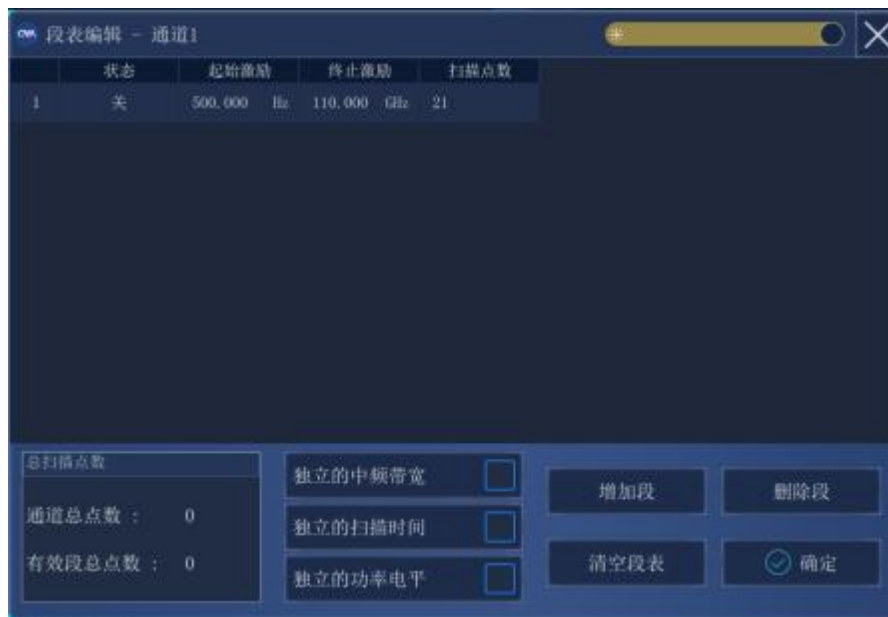 CVA 段表编辑 - 通道1
状态 起始激励 终止激励 扫描点数
1 关 500.000 Hz 110.000 GHz 21
总扫描点数
通道总点数 : 0
有效段总点数 : 0
独立的中频带宽
独立的扫描时间
独立的功率电平
增加段 删除段
清空段表 确定